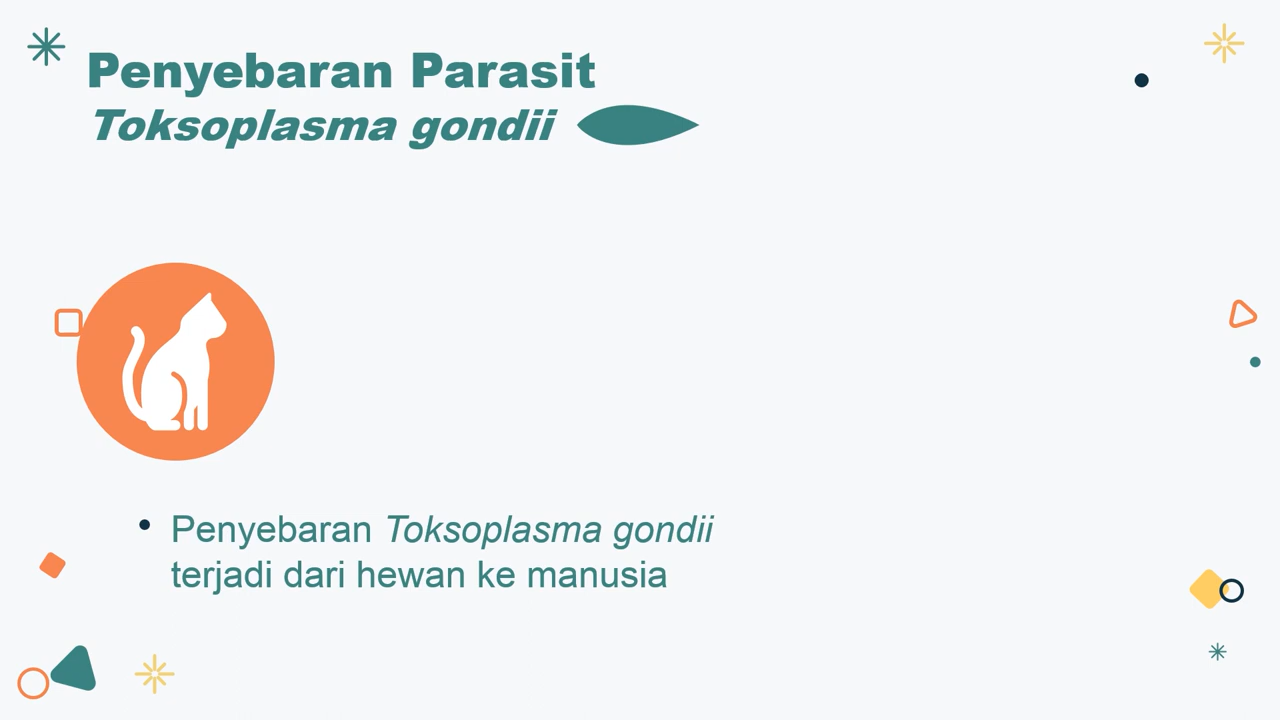 Penyebaran Parasit
Toksoplasma gondii
• Penyebaran Toksoplasma gondii
terjadi dari hewan ke manusia